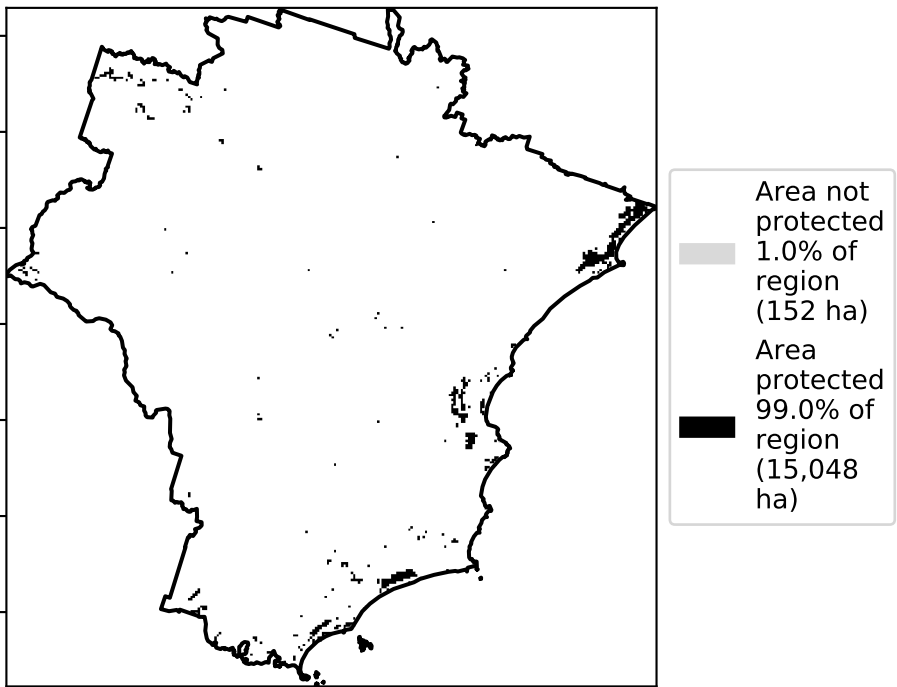 Area not
protected
1.0% of
region
(152 ha)
Area
protected
99.0% of
region
(15,048
ha)